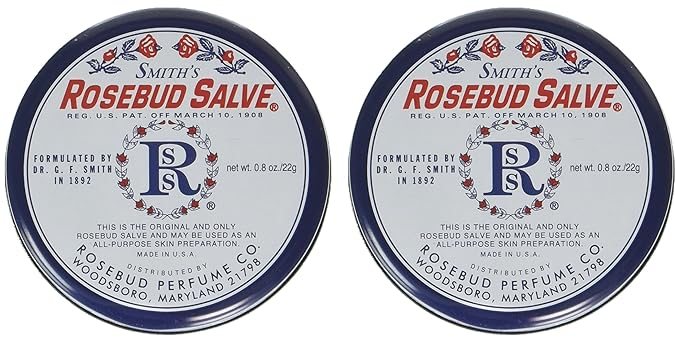 SMITH'S
ROSEBUD SALVE®
REG. U.S. PAT. OFF MARCH 10, 1908
FORMULATED BY
DR. G. F. SMITH
IN 1892
RSS
®
net wt. 0.8 oz./22g
THIS IS THE ORIGINAL AND ONLY
ROSEBUD SALVE AND MAY BE USED AS AN
ALL-PURPOSE SKIN PREPARATION.
MADE IN U.S.A.
DISTRIBUTED BY
ROSEBUD PERFUME CO.
WOODSBORO, MARYLAND 21798
SMITH'S
ROSEBUD SALVE®
REG. U.S. PAT. OFF MARCH 10, 1908
FORMULATED BY
DR. G. F. SMITH
IN 1892
RSS
®
net wt. 0.8 oz./22g
THIS IS THE ORIGINAL AND ONLY
ROSEBUD SALVE AND MAY BE USED AS AN
ALL-PURPOSE SKIN PREPARATION.
MADE IN U.S.A.
DISTRIBUTED BY
ROSEBUD PERFUME CO.
WOODSBORO, MARYLAND 21798